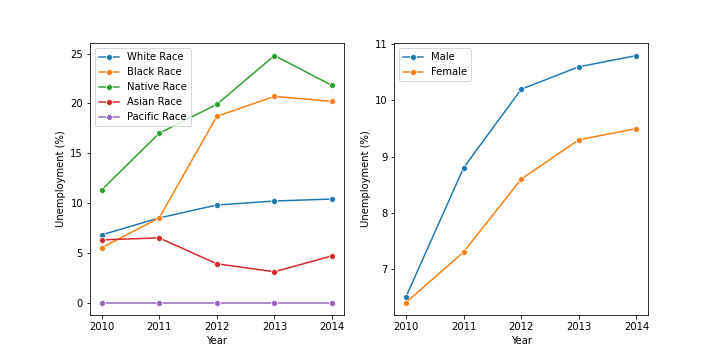 White Race
Black Race
Native Race
Asian Race
Pacific Race
25
20
15
10
5
0
Unemployment (%)
2010 2011 2012 2013 2014
Year
Male
Female
11
10
9
8
7
Unemployment (%)
2010 2011 2012 2013 2014
Year